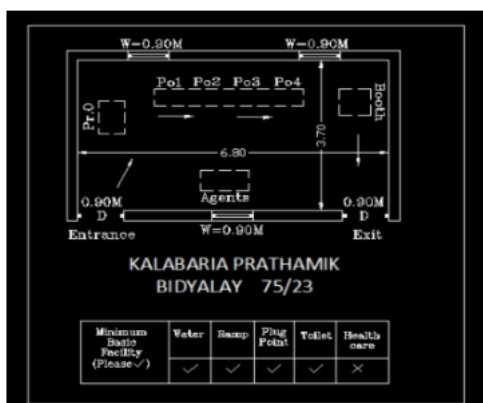 W=0.90M W=0.90M
Po1 Po2 Po3 Po4
Pr.O
Booth
3.70
6.80
Agents
0.90M 0.90M
D D
Entrance W=0.90M Exit
KALABARIA PRATHAMIK
BIDYALAY 75/23
Minimum Basic Facility (Please✓) Water Ramp Plug Point Toilet Health care
✓ ✓ ✓ ✓ ✕